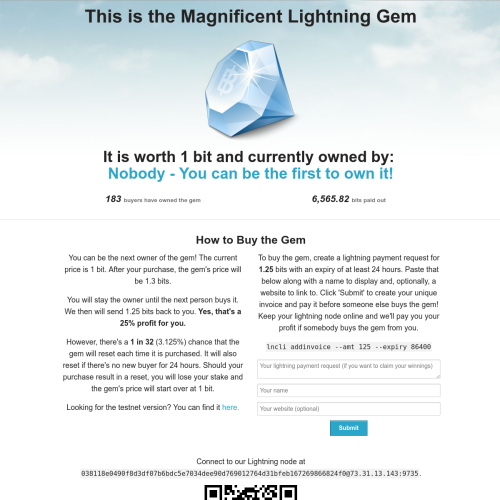 This is the Magnificent Lightning Gem
It is worth 1 bit and currently owned by:
Nobody - You can be the first to own it!
183 buyers have owned the gem
6,565.82 bits paid out
How to Buy the Gem
You can be the next owner of the gem! The current
price is 1 bit. After your purchase, the gem's price will
be 1.3 bits.
You will stay the owner until the next person buys it.
We then will send 1.25 bits back to you. Yes, that's a
25% profit for you.
However, there's a 1 in 32 (3.125%) chance that the
gem will reset each time it is purchased. It will also
reset if there's no new buyer for 24 hours. Should your
purchase result in a reset, you will lose your stake and
the gem's price will start over at 1 bit.
Looking for the testnet version? You can find it here.
To buy the gem, create a lightning payment request for
1.25 bits with an expiry of at least 24 hours. Paste that
below along with a name to display and, optionally, a
website to link to. Click 'Submit' to create your unique
invoice and pay it before someone else buys the gem!
Keep your lightning node online and we'll pay you your
profit if somebody buys the gem from you.
lncli addinvoice --amt 125 --expiry 86400
Your lightning payment request (if you want to claim your winnings)
Your name
Your website (optional)
Submit
Connect to our Lightning node at
038118e0490f8d3df07b6bdc5e7034dee90d769012764d31bfeb167269866824f0@73.31.13.143:9735.